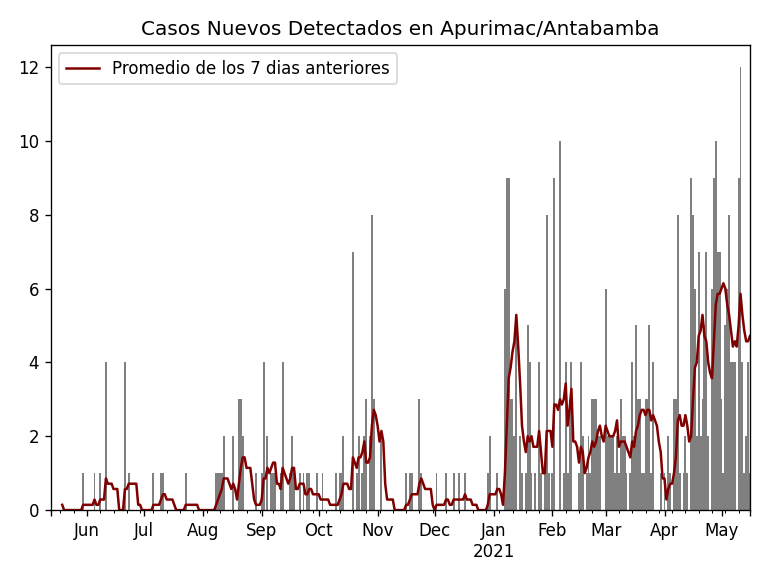 Casos Nuevos Detectados en Apurimac/Antabamba
Promedio de los 7 dias anteriores
12
10
8
6
4
2
0
Jun Jul Aug Sep Oct Nov Dec Jan Feb Mar Apr May
2021